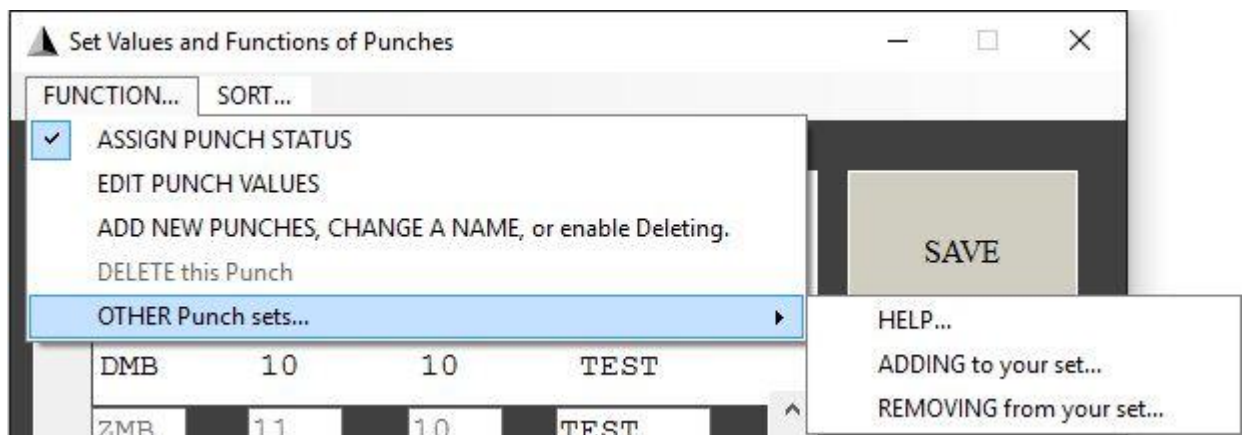 Set Values and Functions of Punches
FUNCTION... SORT...
ASSIGN PUNCH STATUS
EDIT PUNCH VALUES
ADD NEW PUNCHES, CHANGE A NAME, or enable Deleting.
DELETE this Punch
SAVE
OTHER Punch sets...
HELP...
ADDING to your set...
REMOVING from your set...
DMB 10 10 TEST
ZMB 11 10 TEST